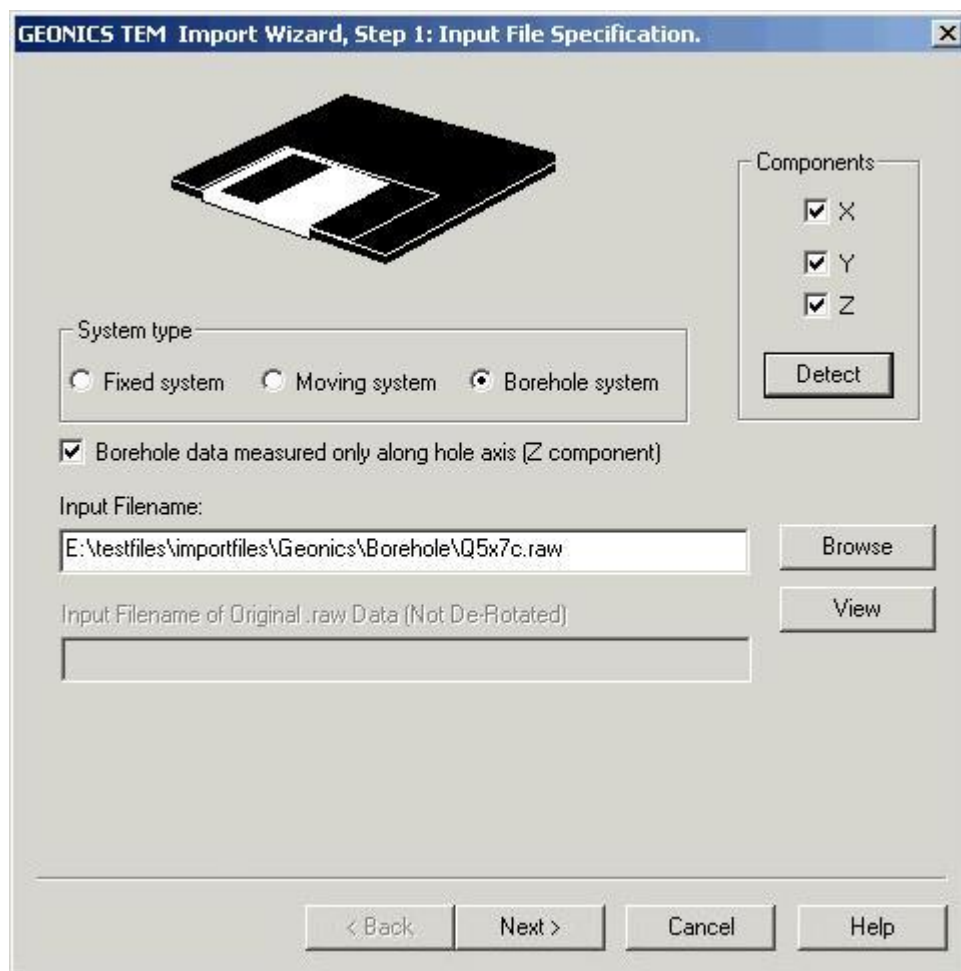 GEONICS TEM Import Wizard, Step 1: Input File Specification.
Components
X
Y
Z
Detect
System type
Fixed system Moving system Borehole system
Borehole data measured only along hole axis (Z component)
Input Filename:
E:\testfiles\importfiles\Geonics\Borehole\Q5x7c.raw
Browse
Input Filename of Original .raw Data (Not De-Rotated)
View
< Back Next > Cancel Help